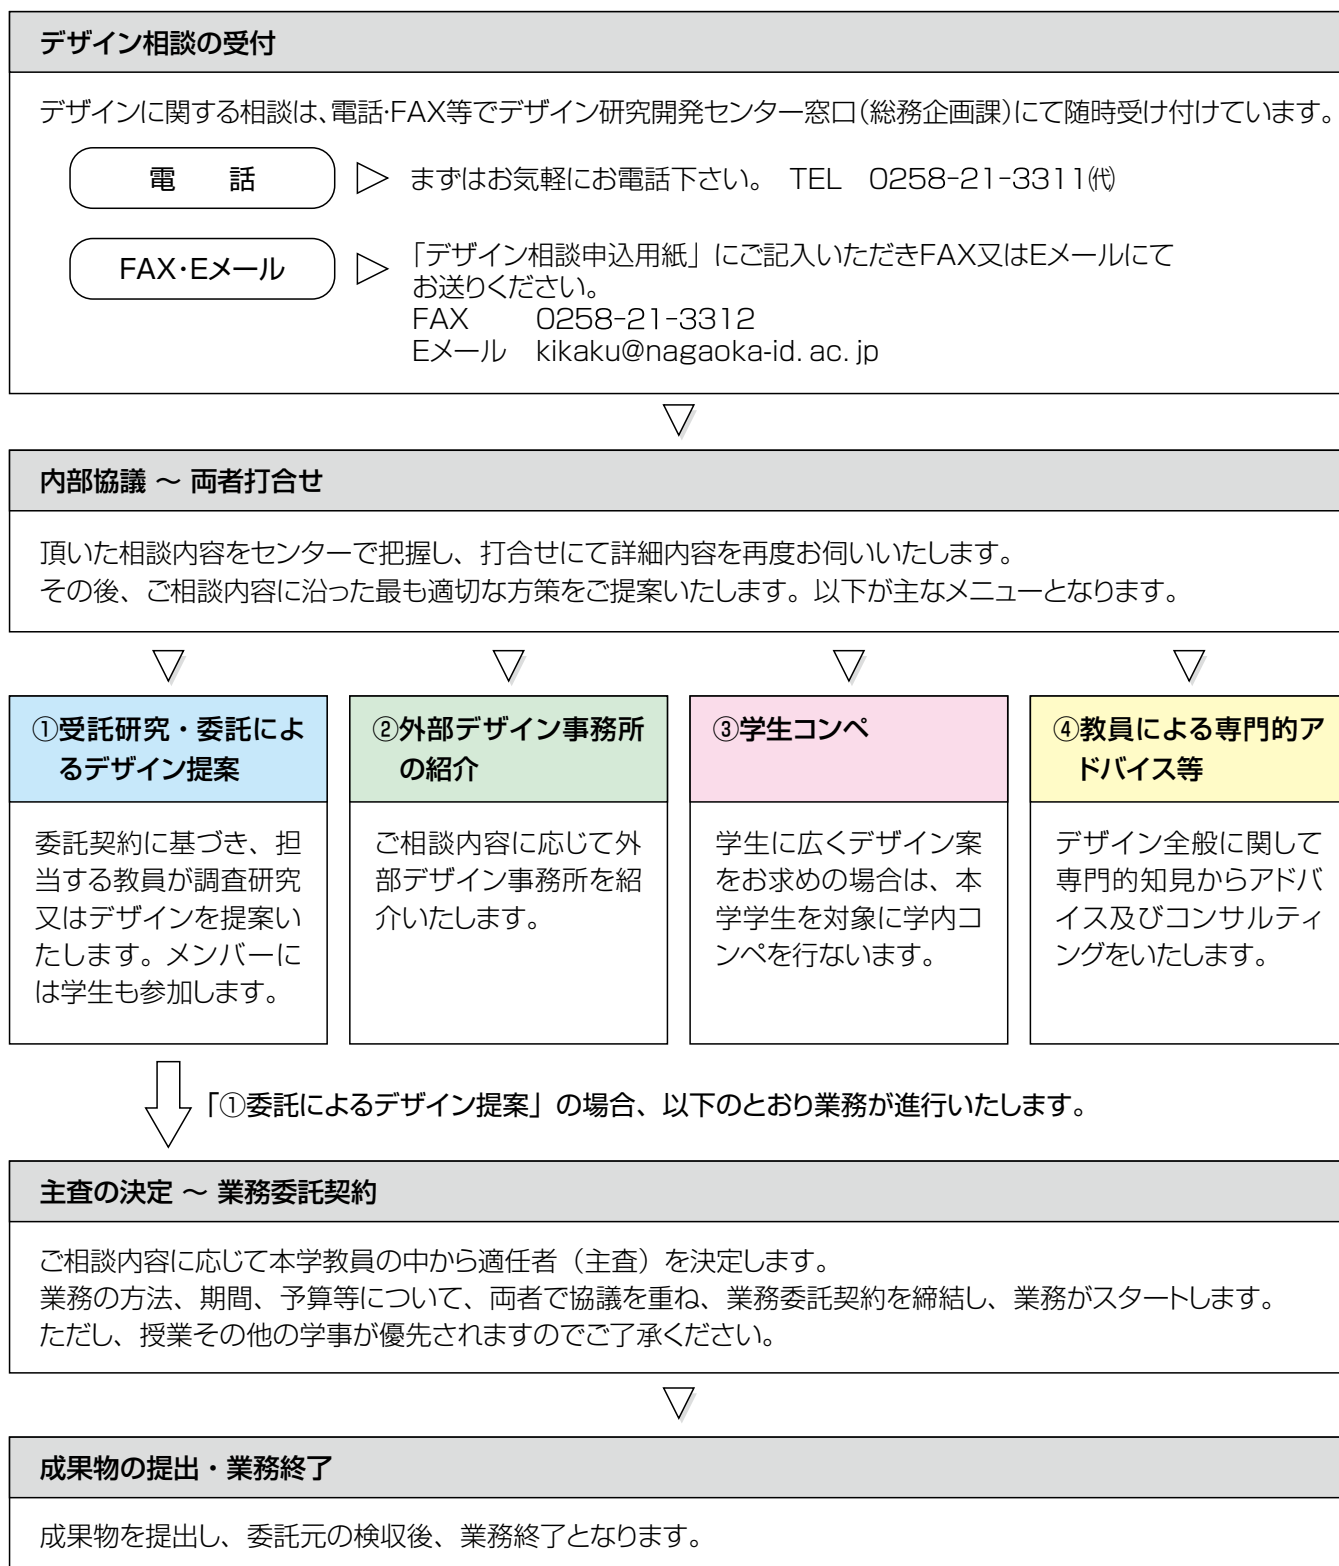 デザイン相談の受付
デザインに関する相談は、電話・FAX等でデザイン研究開発センター窓口（総務企画課）にて随時受け付けています。
電　話
まずはお気軽にお電話下さい。 TEL 0258-21-3311㈹
FAX・Eメール
「デザイン相談申込用紙」にご記入いただきFAX又はEメールにて
お送りください。
FAX 0258-21-3312
Eメール kikaku@nagaoka-id.ac.jp
内部協議 ～ 両者打合せ
頂いた相談内容をセンターで把握し、打合せにて詳細内容を再度お伺いいたします。
その後、ご相談内容に沿った最も適切な方策をご提案いたします。以下が主なメニューとなります。
①受託研究・委託によ
るデザイン提案
委託契約に基づき、担
当する教員が調査研究
又はデザインを提案い
たします。メンバーに
は学生も参加します。
②外部デザイン事務所
の紹介
ご相談内容に応じて外
部デザイン事務所を紹
介いたします。
③学生コンペ
学生に広くデザイン案
をお求めの場合は、本
学学生を対象に学内コ
ンペを行ないます。
④教員による専門的ア
ドバイス等
デザイン全般に関して
専門的知見からアドバ
イス及びコンサルティ
ングをいたします。
「①委託によるデザイン提案」の場合、以下のとおり業務が進行いたします。
主査の決定 ～ 業務委託契約
ご相談内容に応じて本学教員の中から適任者（主査）を決定します。
業務の方法、期間、予算等について、両者で協議を重ね、業務委託契約を締結し、業務がスタートします。
ただし、授業その他の学事が優先されますのでご了承ください。
成果物の提出・業務終了
成果物を提出し、委託元の検収後、業務終了となります。